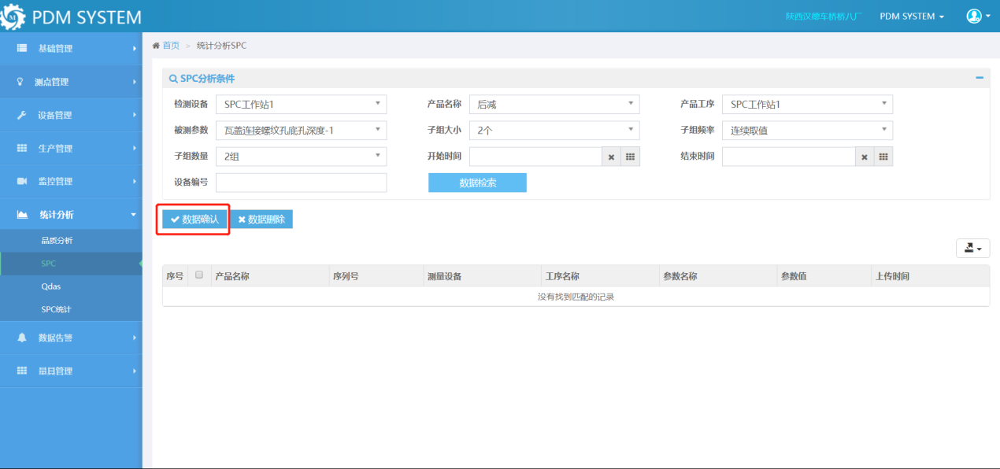 PDM SYSTEM
陕西汉德车桥桥八厂 PDM SYSTEM
基础管理
测点管理
设备管理
生产管理
监控管理
统计分析
品质分析
SPC
Qdas
SPC统计
数据告警
量具管理
首页 > 统计分析SPC
SPC分析条件
检测设备 SPC工作站1 产品名称 后减 产品工序 SPC工作站1
被测参数 瓦盖连接螺纹孔底孔深度-1 子组大小 2个 子组频率 连续取值
子组数量 2组 开始时间 结束时间
设备编号 数据检索
数据确认 数据删除
序号 产品名称 序列号 测量设备 工序名称 参数名称 参数值 上传时间
没有找到匹配的记录